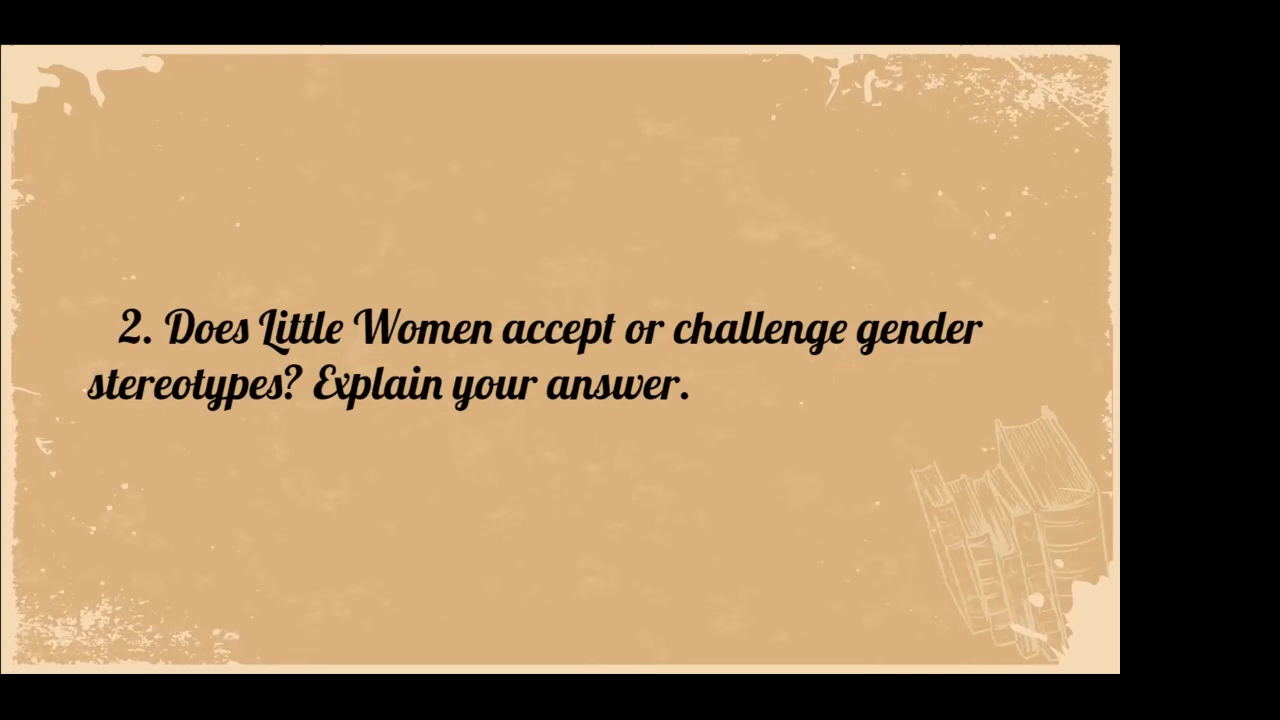 2. Does Little Women accept or challenge gender
stereotypes? Explain your answer.